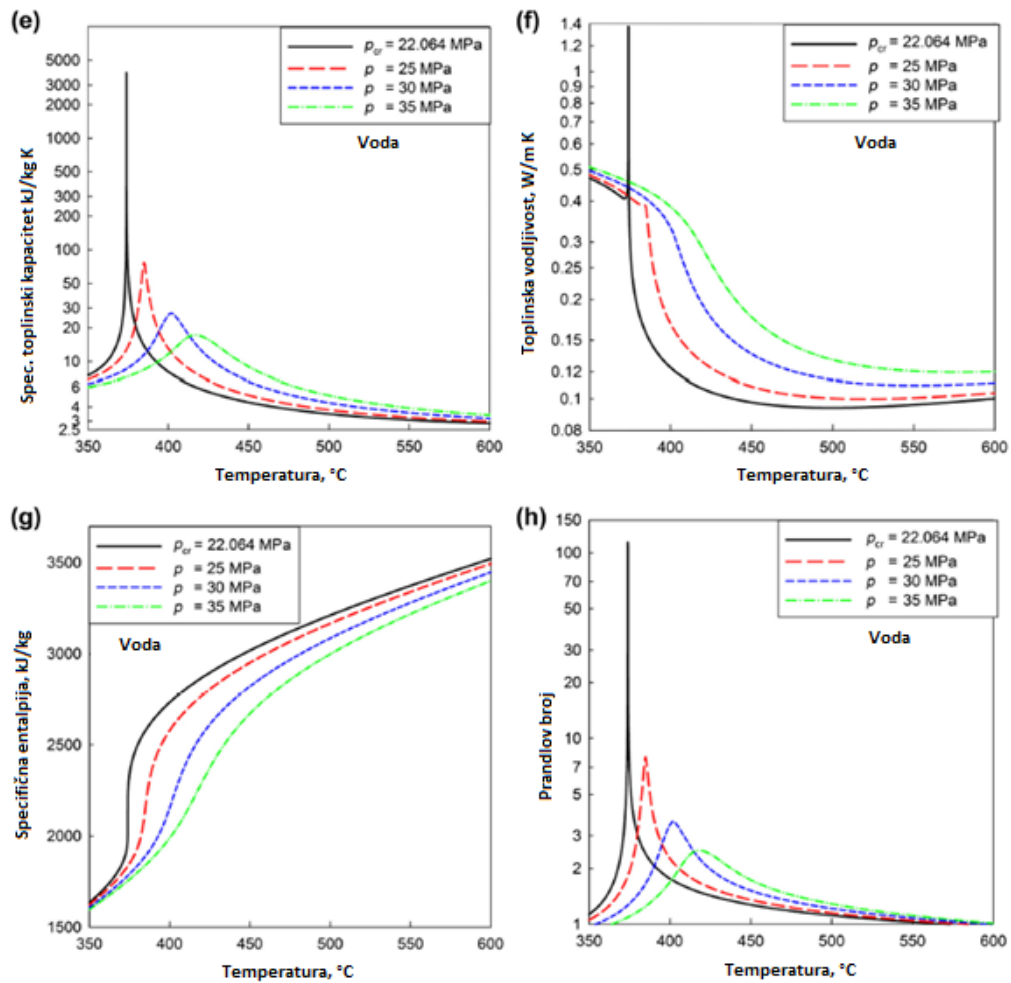 (e)
Spec. toplinski kapacitet kJ/kg K
5000
3000
2000
1000
500
300
200
100
50
30
20
10
6
4
3
2.5
p_cr = 22.064 MPa
p = 25 MPa
p = 30 MPa
p = 35 MPa
Voda
350 400 450 500 550 600
Temperatura, °C
(f)
Toplinska vodljivost, W/m K
1.4
1.2
1
0.9
0.8
0.7
0.6
0.5
0.4
0.3
0.25
0.2
0.15
0.12
0.1
0.08
p_cr = 22.064 MPa
p = 25 MPa
p = 30 MPa
p = 35 MPa
Voda
350 400 450 500 550 600
Temperatura, °C
(g)
Specifična entalpija, kJ/kg
3500
3000
2500
2000
1500
p_cr = 22.064 MPa
p = 25 MPa
p = 30 MPa
p = 35 MPa
Voda
350 400 450 500 550 600
Temperatura, °C
(h)
Prandlov broj
150
100
70
50
30
20
10
7
5
3
2
1
p_cr = 22.064 MPa
p = 25 MPa
p = 30 MPa
p = 35 MPa
Voda
350 400 450 500 550 600
Temperatura, °C